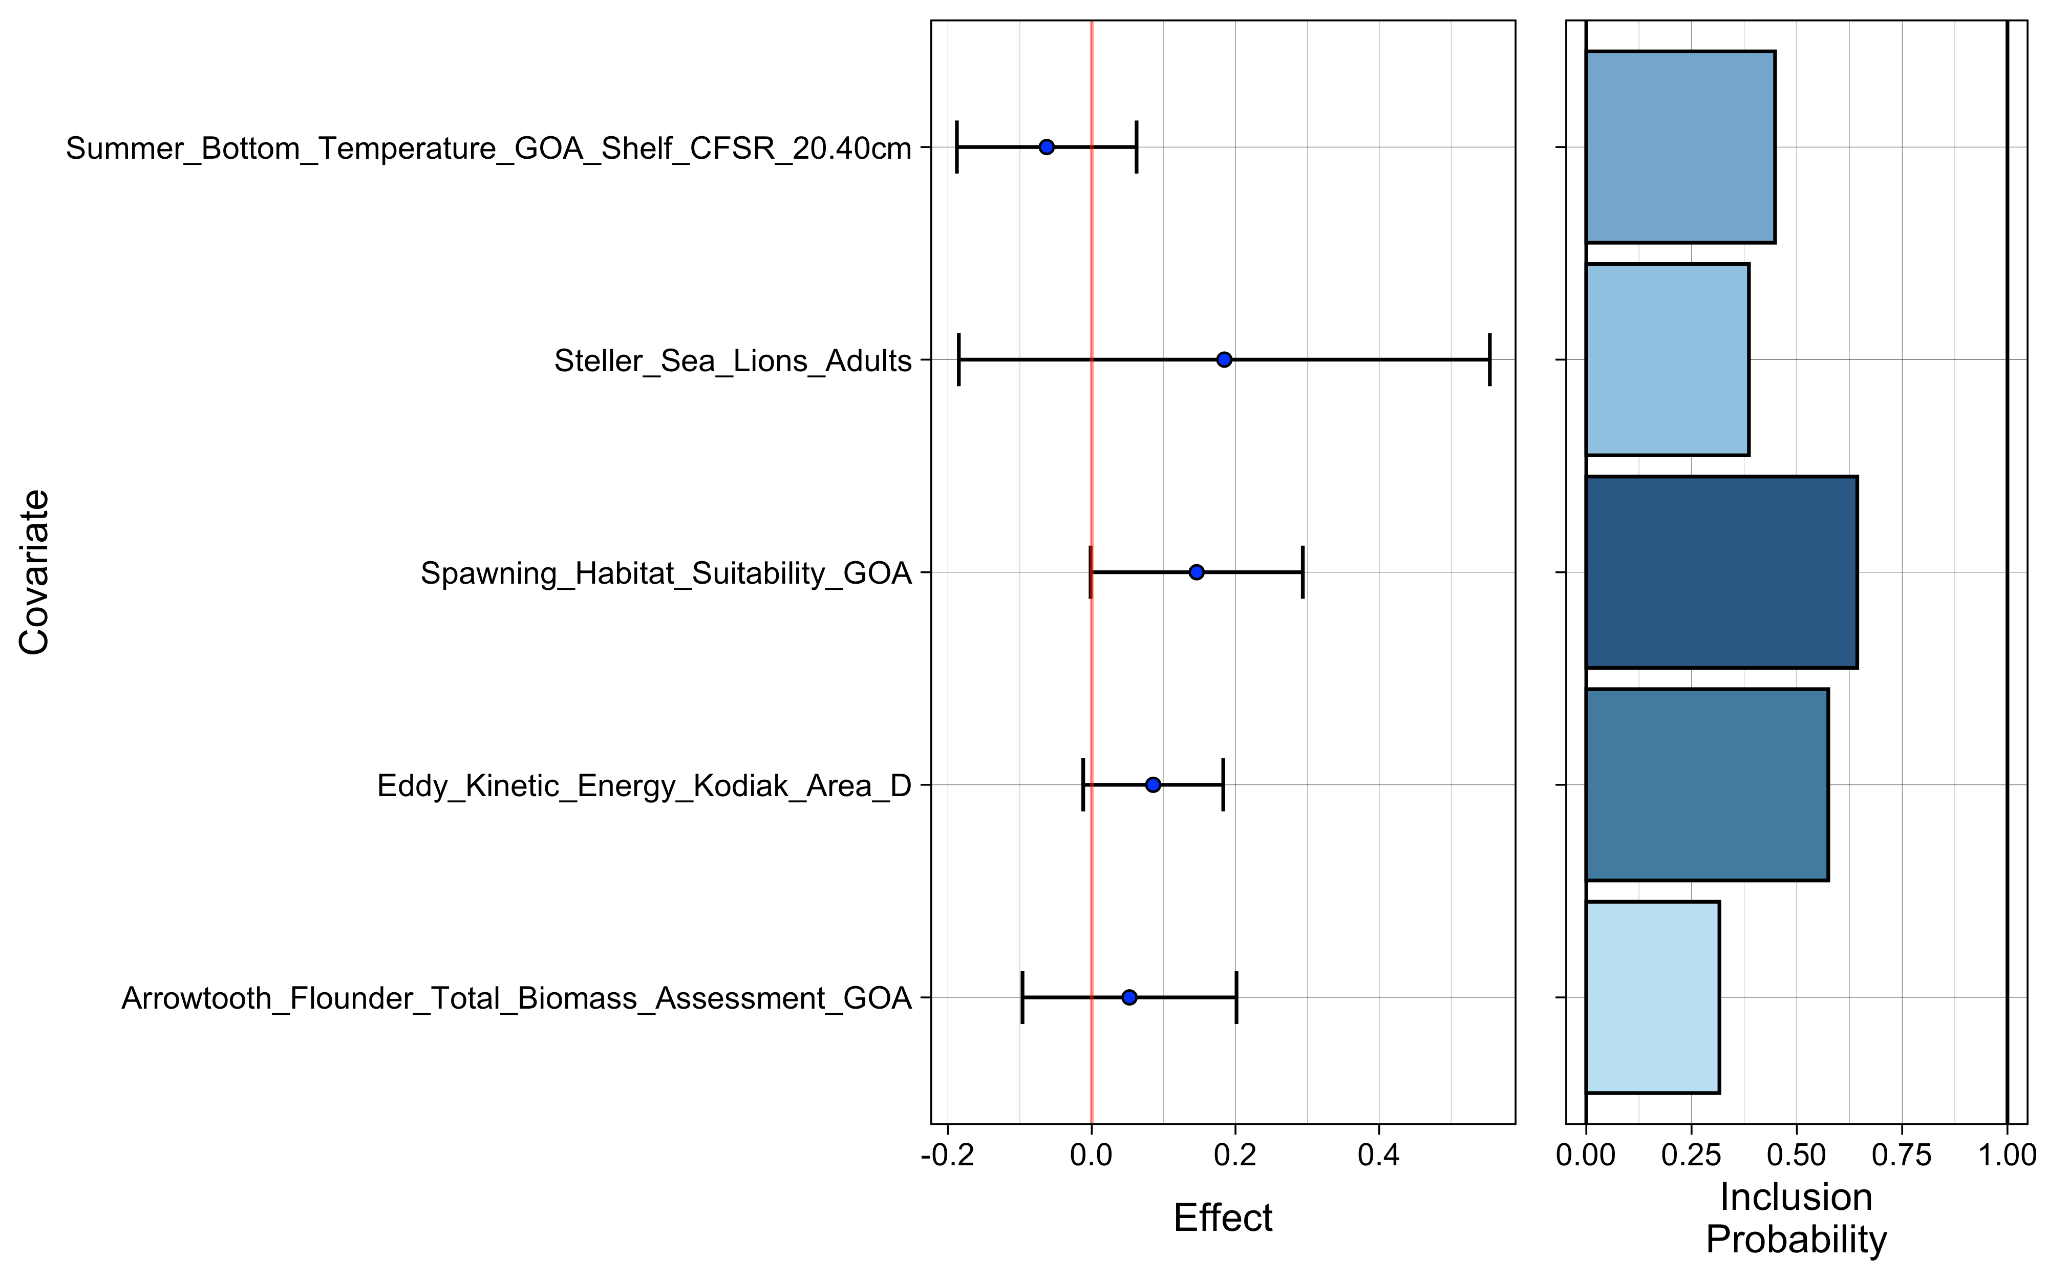 Covariate
Summer_Bottom_Temperature_GOA_Shelf_CFSR_20.40cm
Steller_Sea_Lions_Adults
Spawning_Habitat_Suitability_GOA
Eddy_Kinetic_Energy_Kodiak_Area_D
Arrowtooth_Flounder_Total_Biomass_Assessment_GOA
-0.2 0.0 0.2 0.4
Effect
0.00 0.25 0.50 0.75 1.00
Inclusion
Probability